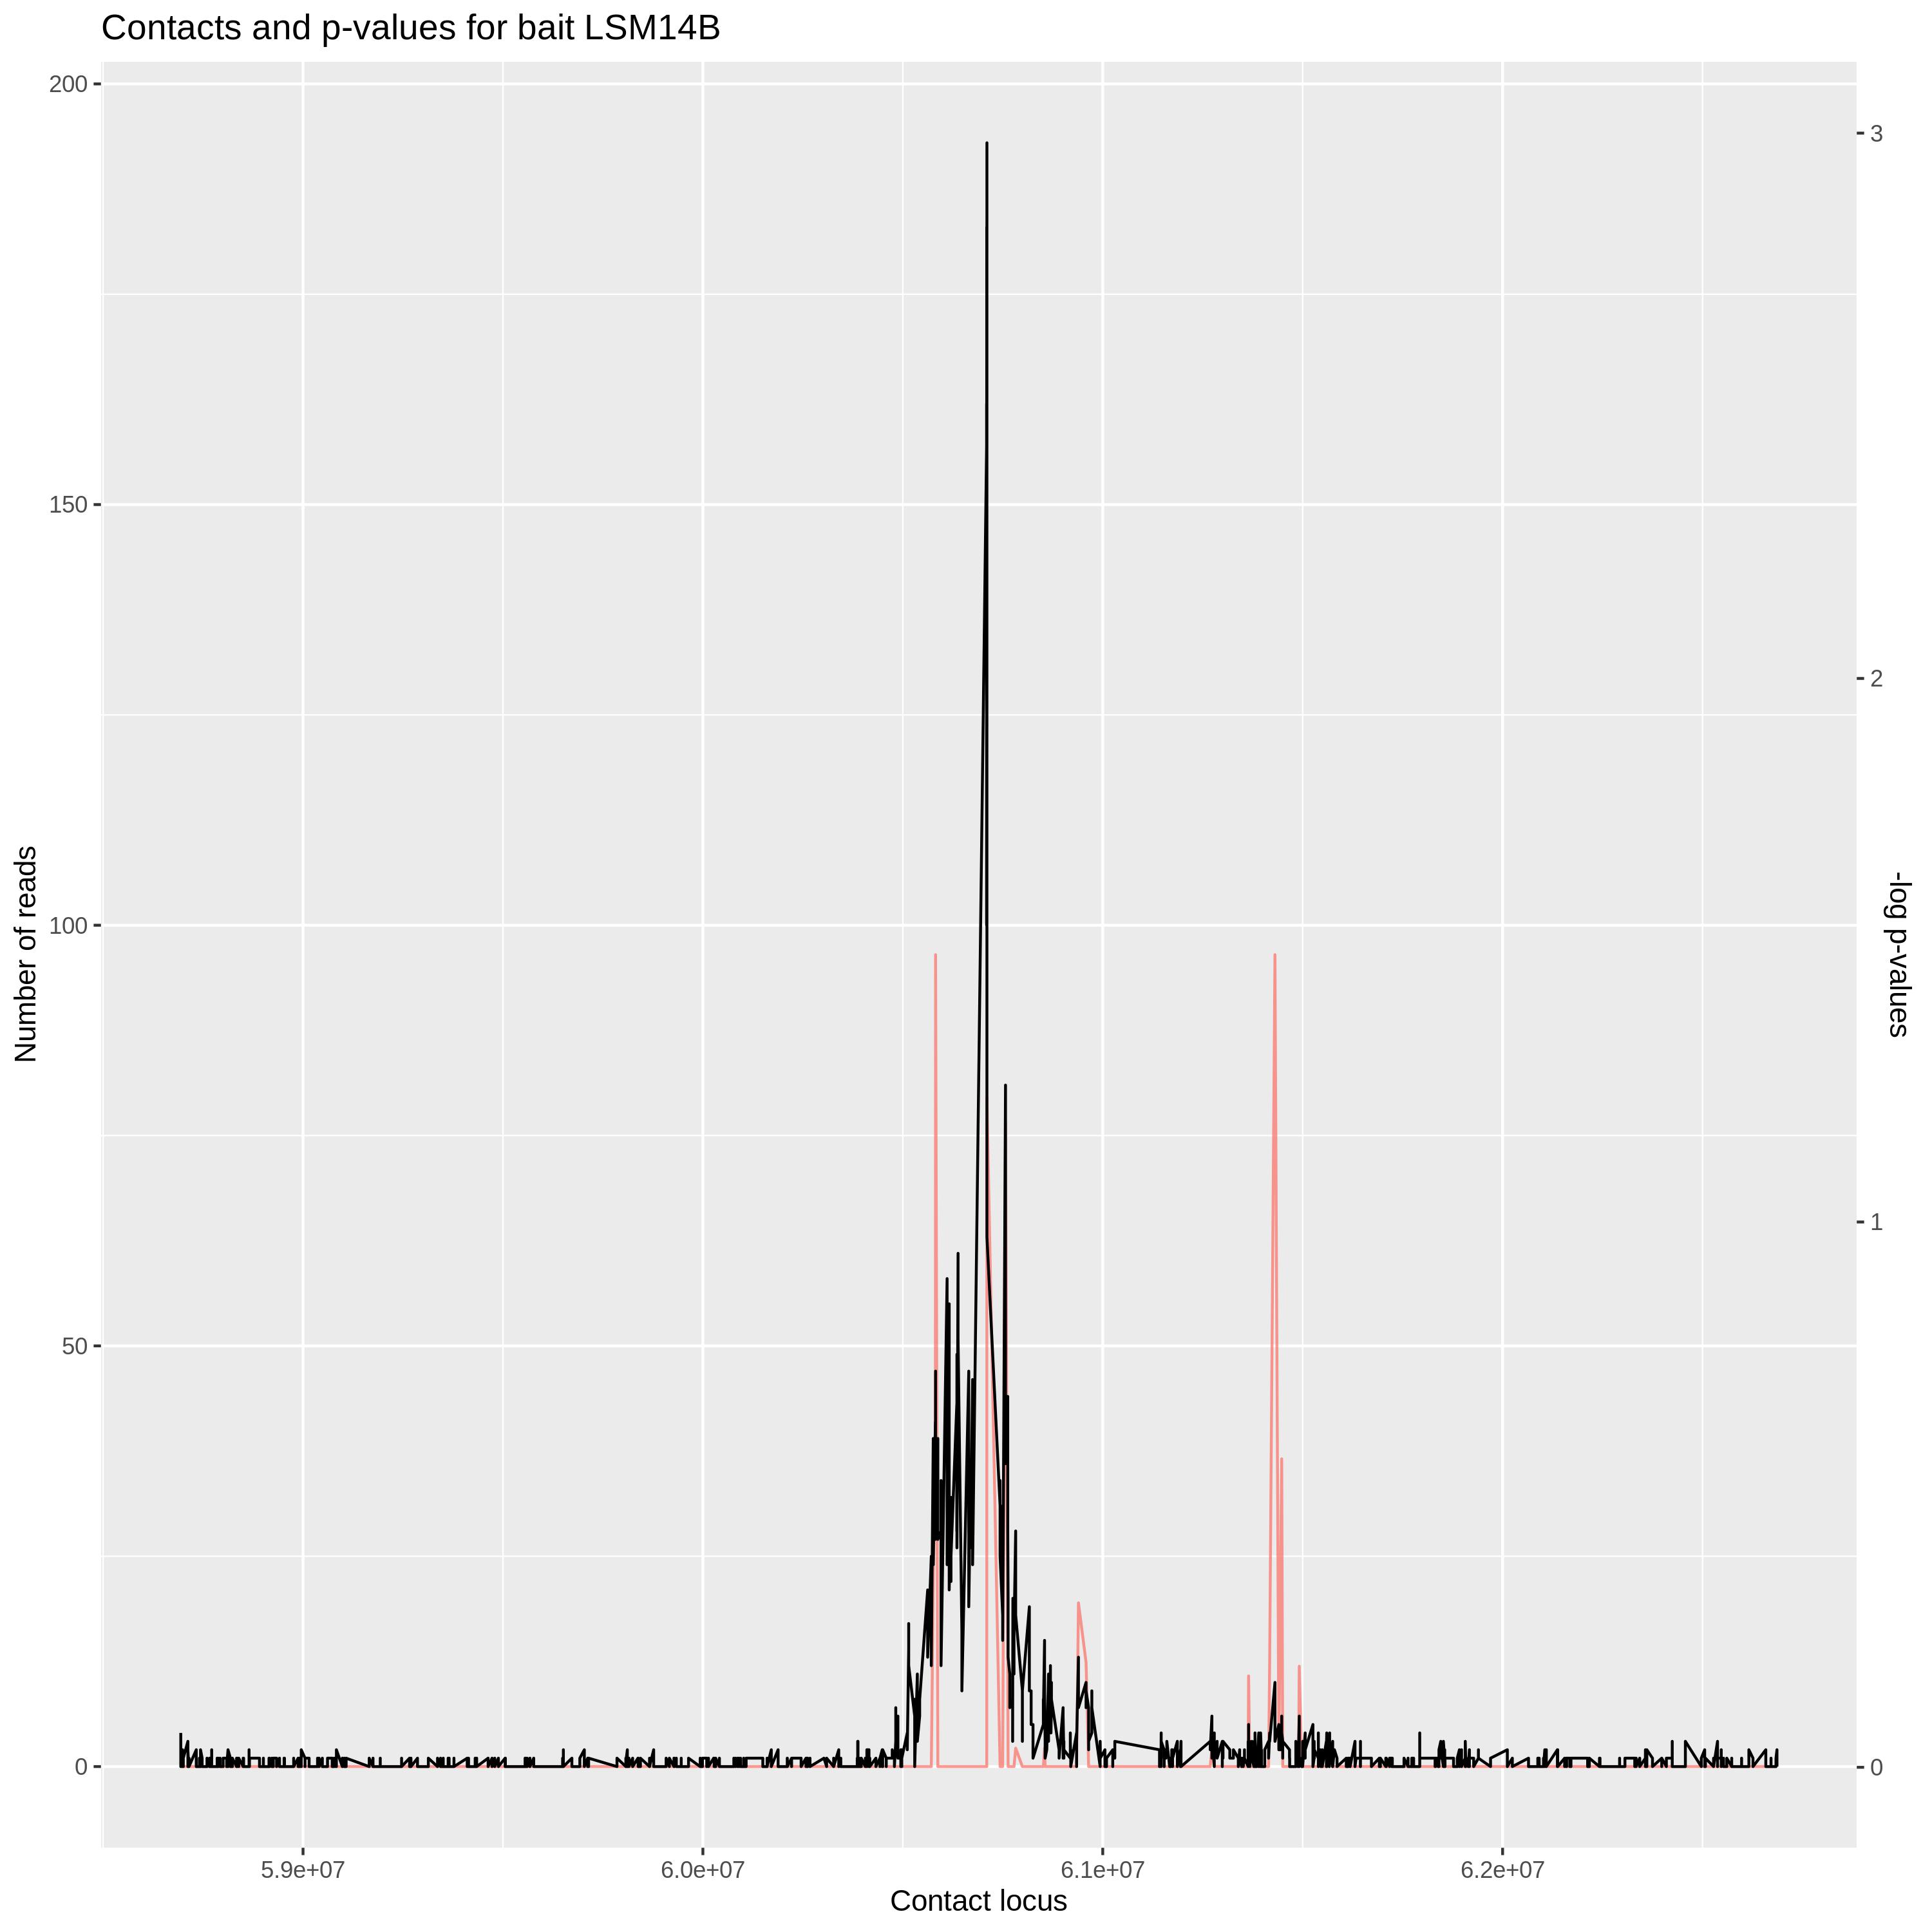 Contacts and p-values for bait LSM14B
200
150
100
50
0
Number of reads
3
2
1
0
-log p-values
5.9e+07
6.0e+07
6.1e+07
6.2e+07
Contact locus